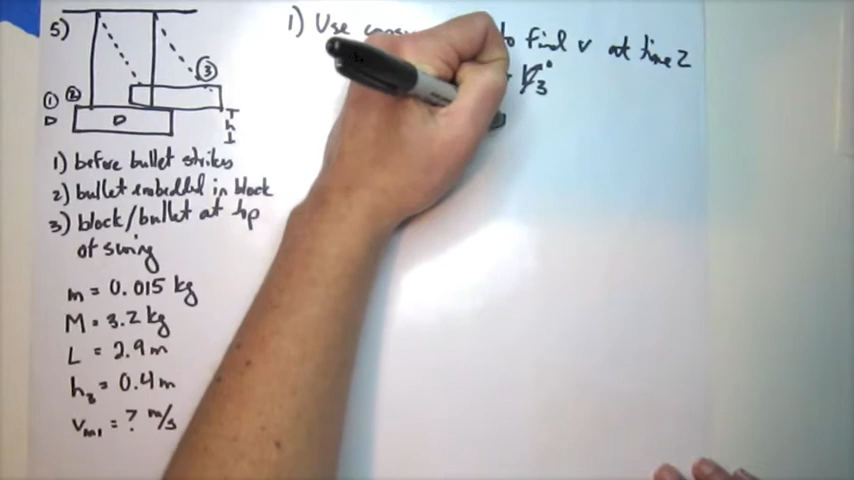 5)
③
① ②
D D
h
1) before bullet strikes
2) bullet embedded in block
3) block/bullet at top
of swing
m = 0.015 kg
M = 3.2 kg
L = 2.9 m
h₃ = 0.4 m
vₘ₁ = ? m/s
1) Use to find v at time 2